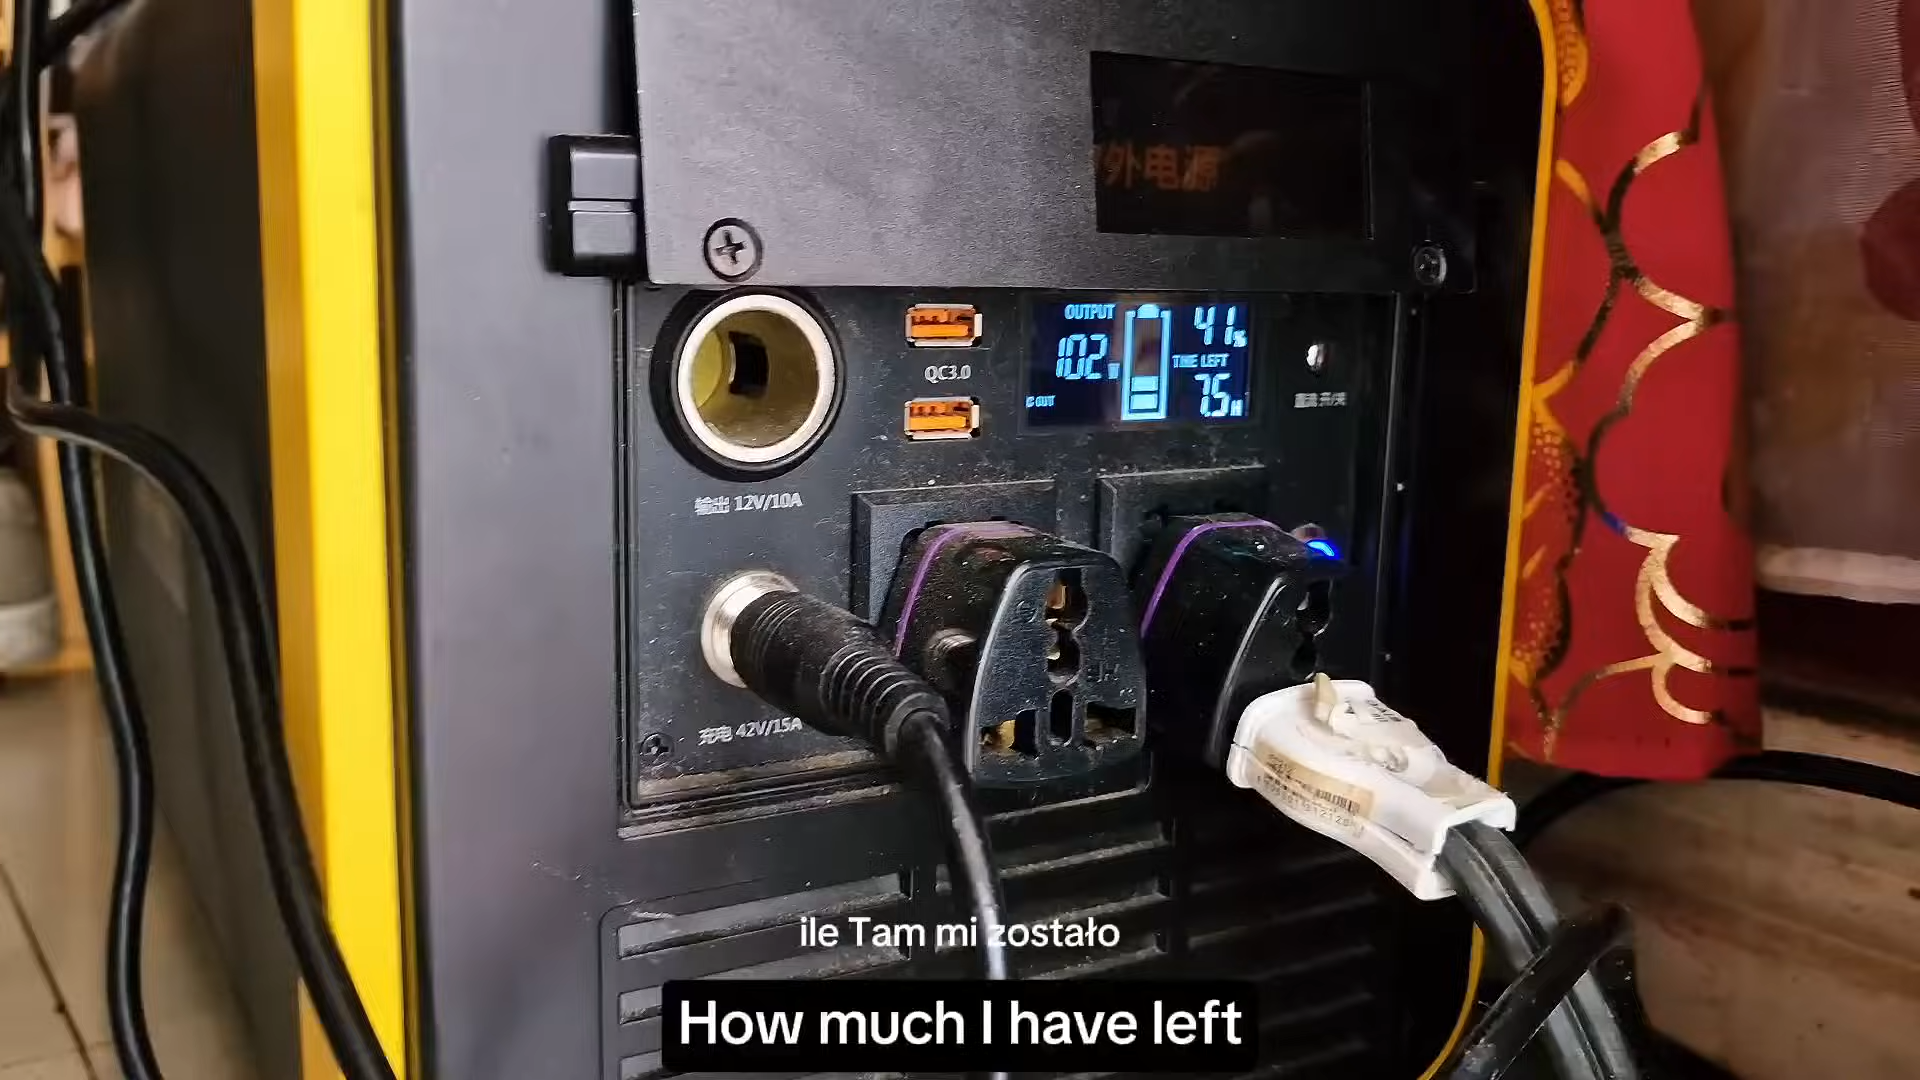 外电源
OUTPUT
102
41%
TIME LEFT
7.5H
QC3.0
输出 12V/10A
充电 42V/15A
ile Tam mi zostało
How much I have left